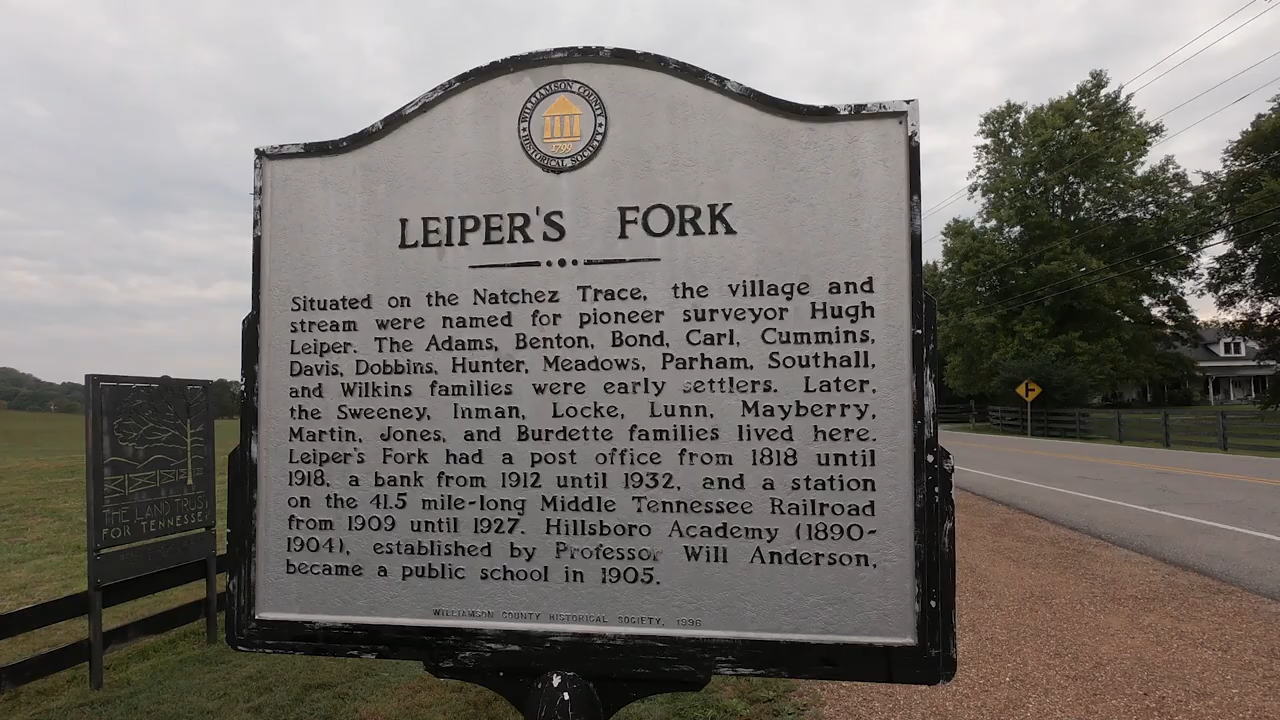 WILLIAMSON COUNTY
HISTORICAL SOCIETY
1799
LEIPER'S FORK
Situated on the Natchez Trace, the village and
stream were named for pioneer surveyor Hugh
Leiper. The Adams, Benton, Bond, Carl, Cummins,
Davis, Dobbins, Hunter, Meadows, Parham, Southall,
and Wilkins families were early settlers. Later,
the Sweeney, Inman, Locke, Lunn, Mayberry,
Martin, Jones, and Burdette families lived here.
Leiper's Fork had a post office from 1818 until
1918, a bank from 1912 until 1932, and a station
on the 41.5 mile-long Middle Tennessee Railroad
from 1909 until 1927. Hillsboro Academy (1890-
1904), established by Professor Will Anderson,
became a public school in 1905.
WILLIAMSON COUNTY HISTORICAL SOCIETY, 1996
THE LAND TRUST
FOR TENNESSEE